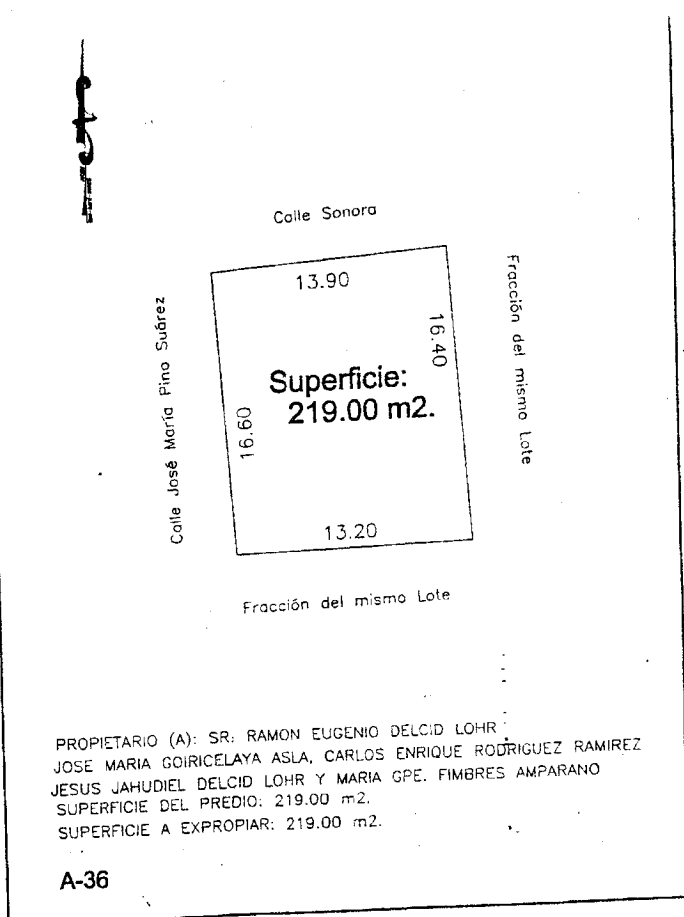 Calle Sonora
13.90
Fracción del mismo Lote
16.40
Calle José María Pino Suárez
Superficie:
219.00 m2.
16.60
13.20
Fracción del mismo Lote
PROPIETARIO (A): SR: RAMON EUGENIO DELCID LOHR
JOSE MARIA GOIRICELAYA ASLA, CARLOS ENRIQUE RODRIGUEZ RAMIREZ
JESUS JAHUDIEL DELCID LOHR Y MARIA GPE. FIMBRES AMPARANO
SUPERFICIE DEL PREDIO: 219.00 m2.
SUPERFICIE A EXPROPIAR: 219.00 m2.
A-36